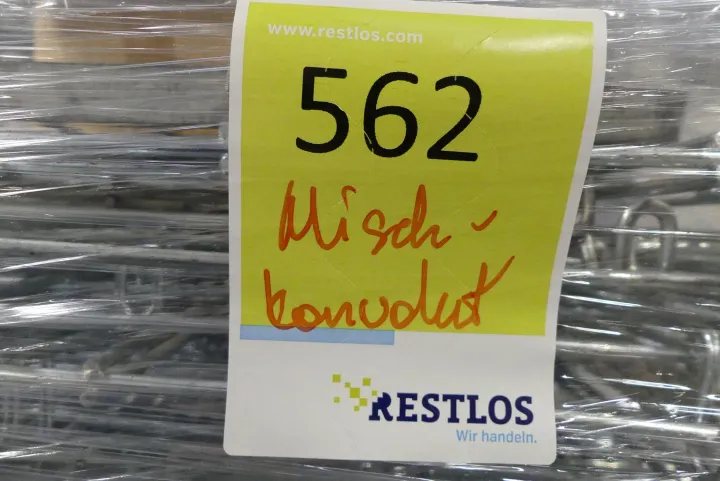 www.restlos.com
562
Misch-
konvolut
RESTLOS
Wir handeln.